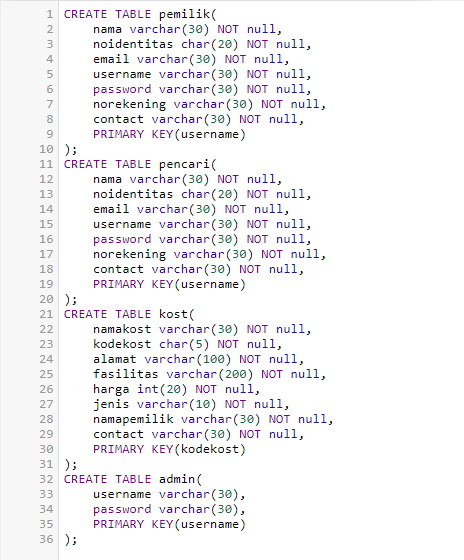 1 CREATE TABLE pemilik(
2 nama varchar(30) NOT null,
3 noidentitas char(20) NOT null,
4 email varchar(30) NOT null,
5 username varchar(30) NOT null,
6 password varchar(30) NOT null,
7 norekening varchar(30) NOT null,
8 contact varchar(30) NOT null,
9 PRIMARY KEY(username)
10 );
11 CREATE TABLE pencari(
12 nama varchar(30) NOT null,
13 noidentitas char(20) NOT null,
14 email varchar(30) NOT null,
15 username varchar(30) NOT null,
16 password varchar(30) NOT null,
17 norekening varchar(30) NOT null,
18 contact varchar(30) NOT null,
19 PRIMARY KEY(username)
20 );
21 CREATE TABLE kost(
22 namakost varchar(30) NOT null,
23 kodekost char(5) NOT null,
24 alamat varchar(100) NOT null,
25 fasilitas varchar(200) NOT null,
26 harga int(20) NOT null,
27 jenis varchar(10) NOT null,
28 namapemilik varchar(30) NOT null,
29 contact varchar(30) NOT null,
30 PRIMARY KEY(kodekost)
31 );
32 CREATE TABLE admin(
33 username varchar(30),
34 password varchar(30),
35 PRIMARY KEY(username)
36 );